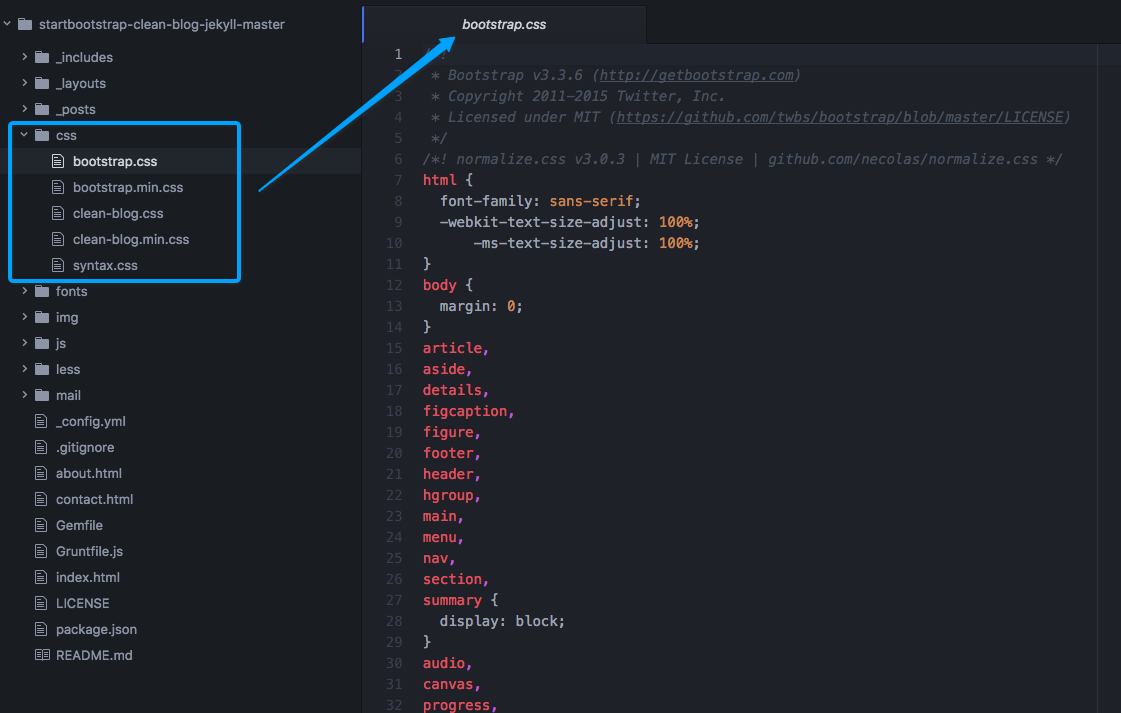 startbootstrap-clean-blog-jekyll-master
_includes
_layouts
_posts
css
bootstrap.css
bootstrap.min.css
clean-blog.css
clean-blog.min.css
syntax.css
fonts
img
js
less
mail
_config.yml
.gitignore
about.html
contact.html
Gemfile
Gruntfile.js
index.html
LICENSE
package.json
README.md
bootstrap.css
1 /*!
2 * Bootstrap v3.3.6 (http://getbootstrap.com)
3 * Copyright 2011-2015 Twitter, Inc.
4 * Licensed under MIT (https://github.com/twbs/bootstrap/blob/master/LICENSE)
5 */
6 /*! normalize.css v3.0.3 | MIT License | github.com/necolas/normalize.css */
7 html {
8 font-family: sans-serif;
9 -webkit-text-size-adjust: 100%;
10 -ms-text-size-adjust: 100%;
11 }
12 body {
13 margin: 0;
14 }
15 article,
16 aside,
17 details,
18 figcaption,
19 figure,
20 footer,
21 header,
22 hgroup,
23 main,
24 menu,
25 nav,
26 section,
27 summary {
28 display: block;
29 }
30 audio,
31 canvas,
32 progress,